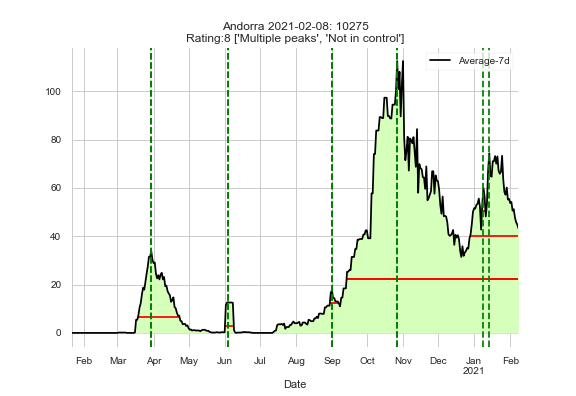 Andorra 2021-02-08: 10275
Rating:8 ['Multiple peaks', 'Not in control']
Average-7d
100
80
60
40
20
0
Feb Mar Apr May Jun Jul Aug Sep Oct Nov Dec Jan Feb
2021
Date